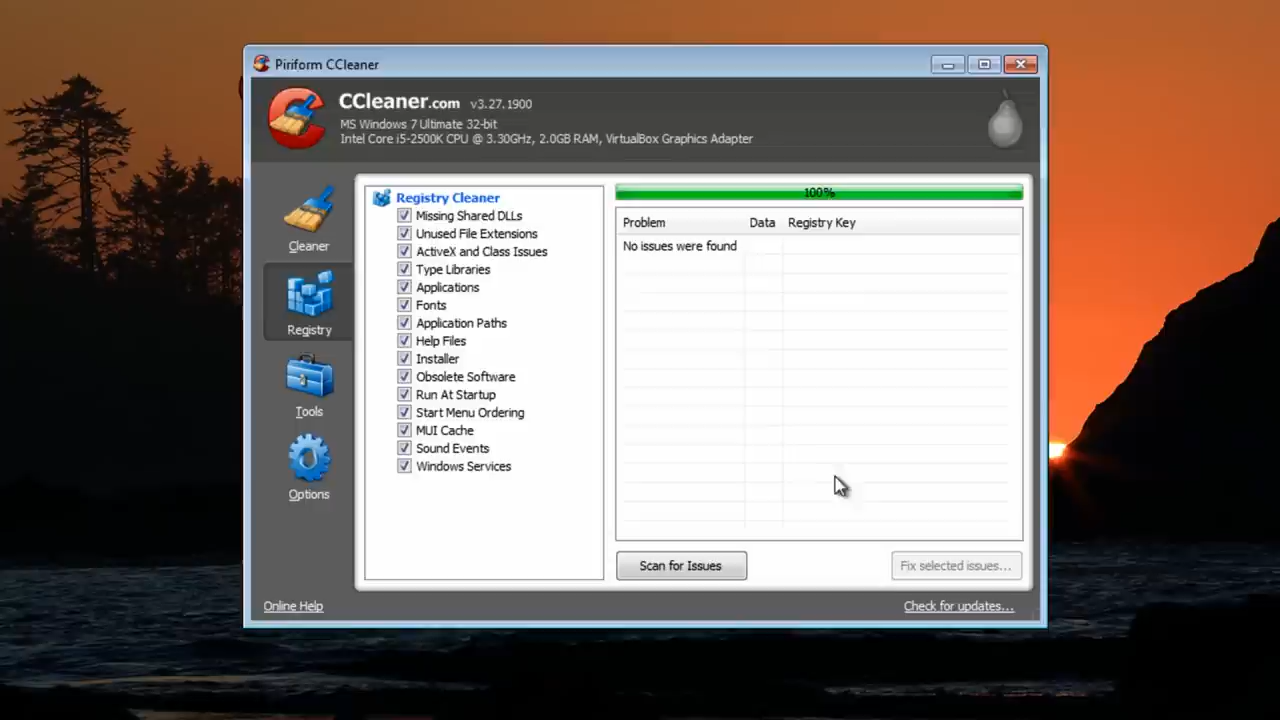 Piriform CCleaner
CCleaner.com v3.27.1900
MS Windows 7 Ultimate 32-bit
Intel Core i5-2500K CPU @ 3.30GHz, 2.0GB RAM, VirtualBox Graphics Adapter
Cleaner
Registry
Tools
Options
Registry Cleaner
Missing Shared DLLs
Unused File Extensions
ActiveX and Class Issues
Type Libraries
Applications
Fonts
Application Paths
Help Files
Installer
Obsolete Software
Run At Startup
Start Menu Ordering
MUI Cache
Sound Events
Windows Services
100%
Problem Data Registry Key
No issues were found
Scan for Issues
Fix selected issues...
Online Help
Check for updates...